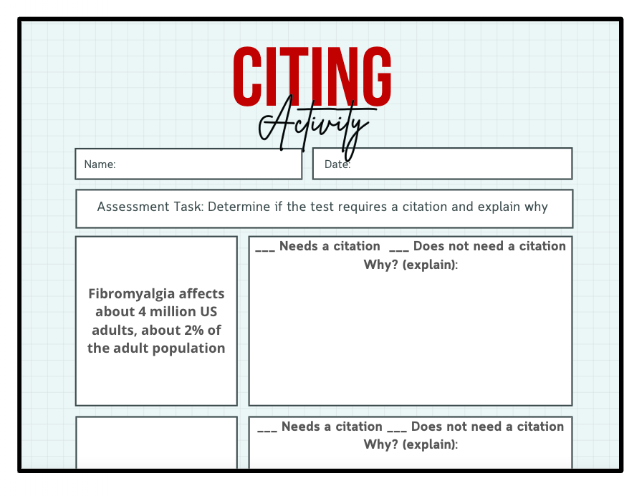 CITING
Activity
Name:
Date:
Assessment Task: Determine if the test requires a citation and explain why
Fibromyalgia affects
about 4 million US
adults, about 2% of
the adult population
___ Needs a citation ___ Does not need a citation
Why? (explain):
___ Needs a citation ___ Does not need a citation
Why? (explain):